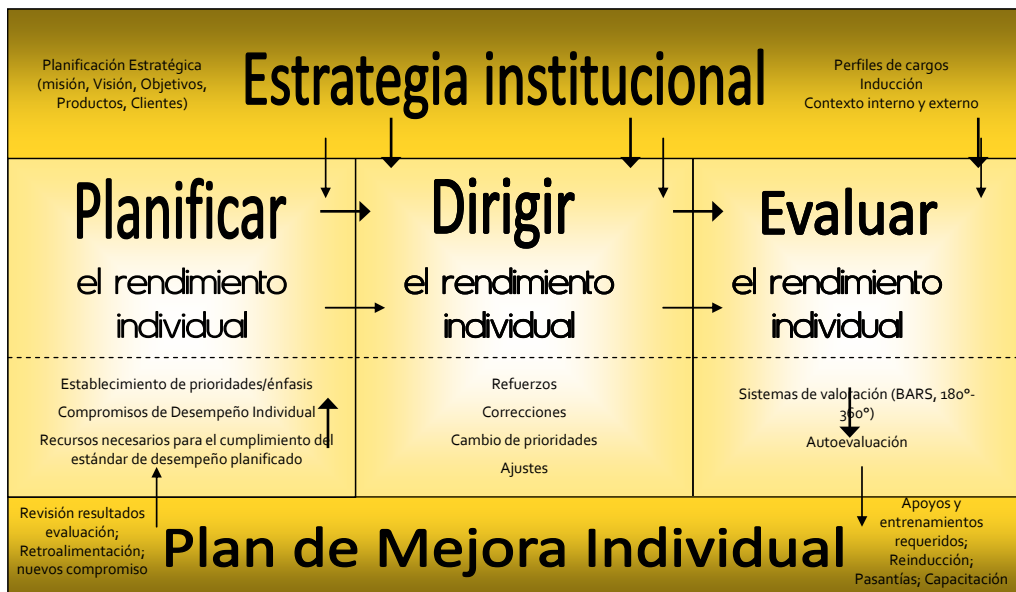 Planificación Estratégica
(misión, Visión, Objetivos,
Productos, Clientes)
Estrategia institucional
Perfiles de cargos
Inducción
Contexto interno y externo
Planificar
el rendimiento
individual
Dirigir
el rendimiento
individual
Evaluar
el rendimiento
individual
Establecimiento de prioridades/énfasis
Compromisos de Desempeño Individual
Recursos necesarios para el cumplimiento del
estándar de desempeño planificado
Refuerzos
Correcciones
Cambio de prioridades
Ajustes
Sistemas de valoración (BARS, 180°-
360°)
Autoevaluación
Revisión resultados
evaluación;
Retroalimentación;
nuevos compromiso
Plan de Mejora Individual
Apoyos y
entrenamientos
requeridos;
Reinducción;
Pasantías; Capacitación